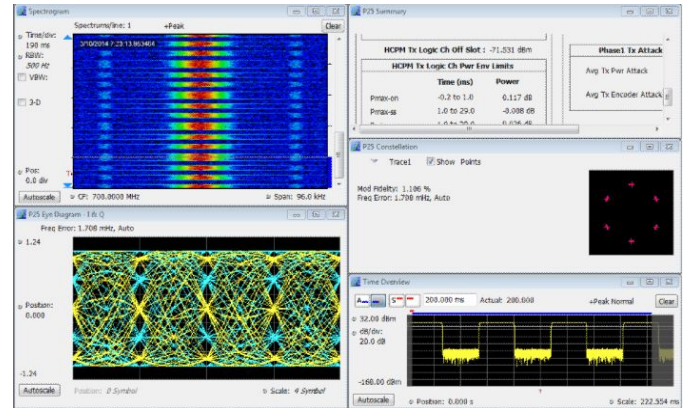 Spectrogram
Spectrums/line: 1 +Peak Clear
Time/div:
190 ms
RBW:
500 Hz
VBW:
3-D
Pos:
0.0 div
3/10/2014 7:23:13.863464
Autoscale CF: 708.8008 MHz Span: 96.0 kHz
P25 Eye Diagram - I & Q
Freq Error: 1.708 mHz, Auto
1.24
Position:
0.000
-1.24
Autoscale Position: 0 Symbol Scale: 4 Symbol
P25 Summary
HCPM Tx Logic Ch Off Slot : -71.531 dBm
HCPM Tx Logic Ch Pwr Env Limits
Time (ms) Power
Pmax-on -0.2 to 1.0 0.117 dB
Pmax-ss 1.0 to 29.0 -0.008 dB
Phase1 Tx Attack
Avg Tx Pwr Attack
Avg Tx Encoder Attack
P25 Constellation
Trace1 Show Points
Mod Fidelity: 1.186 %
Freq Error: 1.708 mHz, Auto
Time Overview
200.000 ms Actual: 200.000 +Peak Normal Clear
32.00 dBm
dB/div:
20.0 dB
-168.00 dBm
Autoscale Position: 0.000 s Scale: 222.554 ms